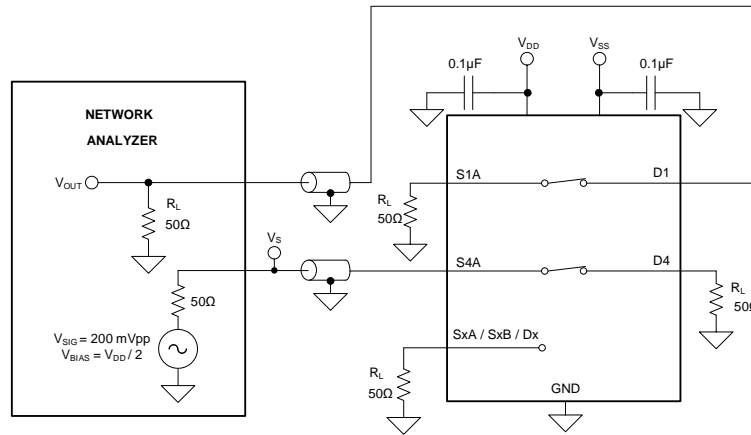 V_DD
V_SS
0.1µF
0.1µF
NETWORK
ANALYZER
V_OUT
R_L
50Ω
S1A
D1
R_L
50Ω
V_S
S4A
D4
50Ω
R_L
50Ω
V_SIG = 200 mVpp
V_BIAS = V_DD / 2
SxA / SxB / Dx
R_L
50Ω
GND